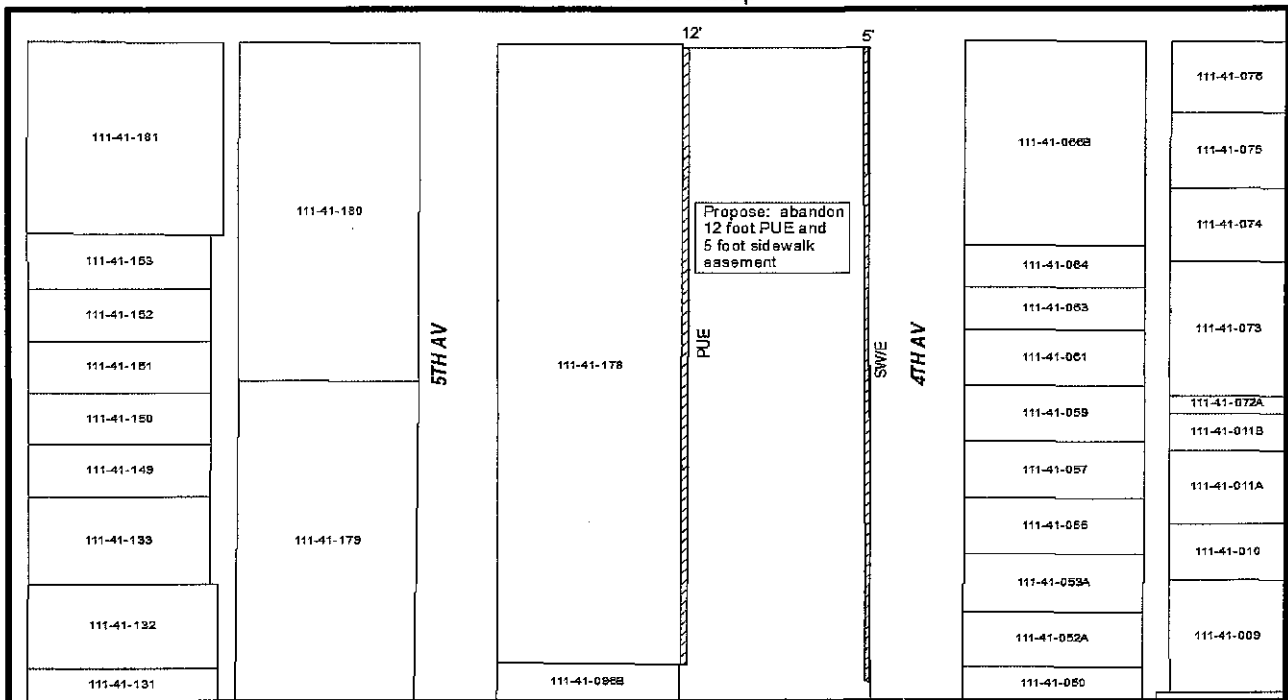 12'
5'
111-41-181
111-41-153
111-41-152
111-41-151
111-41-150
111-41-149
111-41-133
111-41-132
111-41-131
111-41-180
111-41-179
5TH AV
111-41-178
111-41-098B
Propose: abandon
12 foot PUE and
5 foot sidewalk
easement
PUE
SW/E
4TH AV
111-41-066B
111-41-064
111-41-063
111-41-061
111-41-059
111-41-057
111-41-055
111-41-053A
111-41-052A
111-41-050
111-41-076
111-41-075
111-41-074
111-41-073
111-41-072A
111-41-011B
111-41-011A
111-41-010
111-41-009